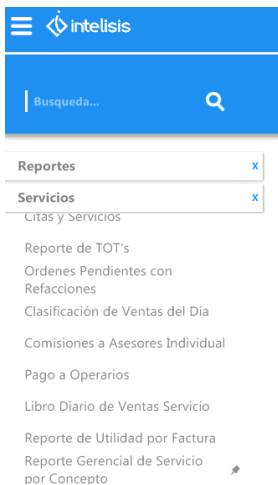 intelisis
Busqueda...
Reportes x
Servicios x
Citas y Servicios
Reporte de TOT's
Ordenes Pendientes con
Refacciones
Clasificación de Ventas del Día
Comisiones a Asesores Individual
Pago a Operarios
Libro Diario de Ventas Servicio
Reporte de Utilidad por Factura
Reporte Gerencial de Servicio
por Concepto